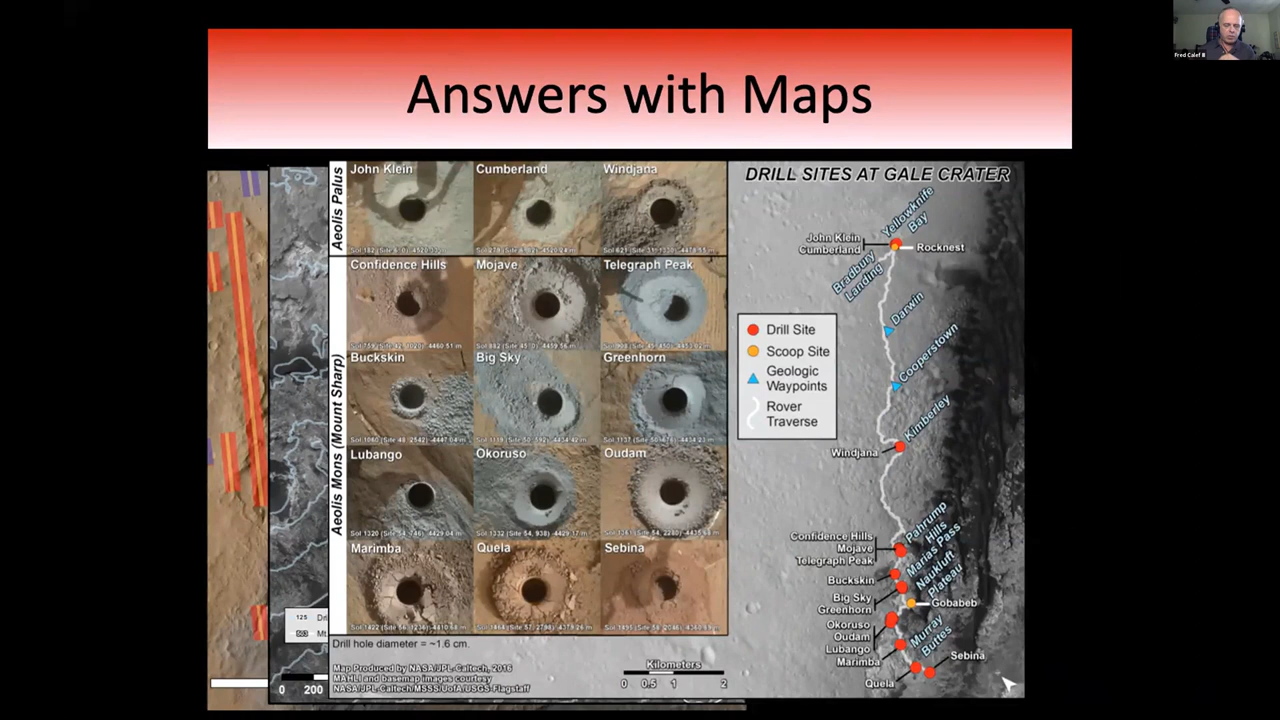 Fred Calef III
Answers with Maps
Aeolis Palus
John Klein
Cumberland
Windjana
Aeolis Mons (Mount Sharp)
Confidence Hills
Mojave
Telegraph Peak
Buckskin
Big Sky
Greenhorn
Lubango
Okoruso
Oudam
Marimba
Quela
Sebina
Drill hole diameter = ~1.6 cm.
Map Produced by NASA/JPL-Caltech, 2016
MAHLI and basemap images courtesy
NASA/JPL-Caltech/MSSS/UofA/USGS-Flagstaff
Kilometers
0 0.5 1 2
DRILL SITES AT GALE CRATER
Yellowknife
Bay
John Klein
Cumberland
Rocknest
Bradbury
Landing
Darwin
Cooperstown
Kimberley
Windjana
Drill Site
Scoop Site
Geologic
Waypoints
Rover
Traverse
Pahrump
Hills
Confidence Hills
Mojave
Telegraph Peak
Marias Pass
Buckskin
Naukluft
Plateau
Big Sky
Greenhorn
Gobabeb
Okoruso
Oudam
Lubango
Murray
Buttes
Marimba
Sebina
Quela
125
0 200